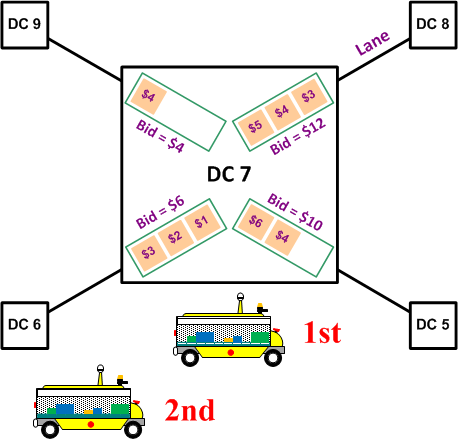 DC 9
DC 8
Lane
$4
Bid = $4
$5 $4 $3
Bid = $12
DC 7
Bid = $6
$3 $2 $1
Bid = $10
$6 $4
DC 6
DC 5
1st
2nd